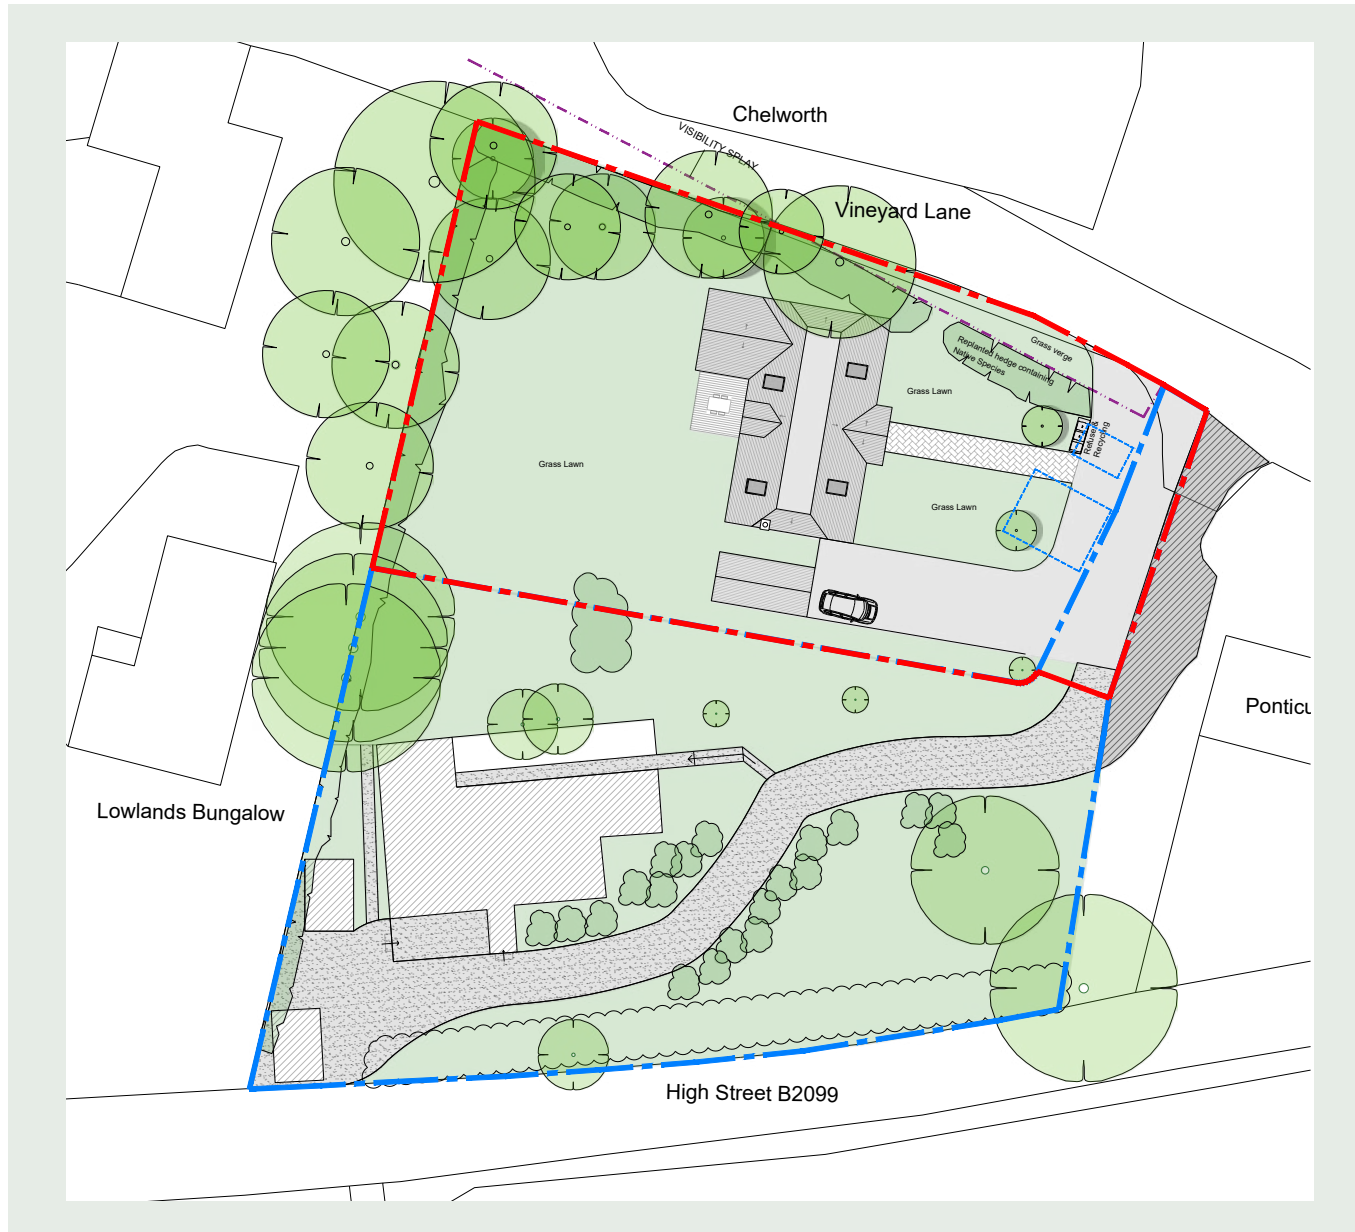 Chelworth
VISIBILITY SPLAY
Vineyard Lane
Grass verge
Replanted hedge containing
Native Species
Grass Lawn
Refuse &
Recycling
Grass Lawn
Grass Lawn
Ponticu
Lowlands Bungalow
High Street B2099